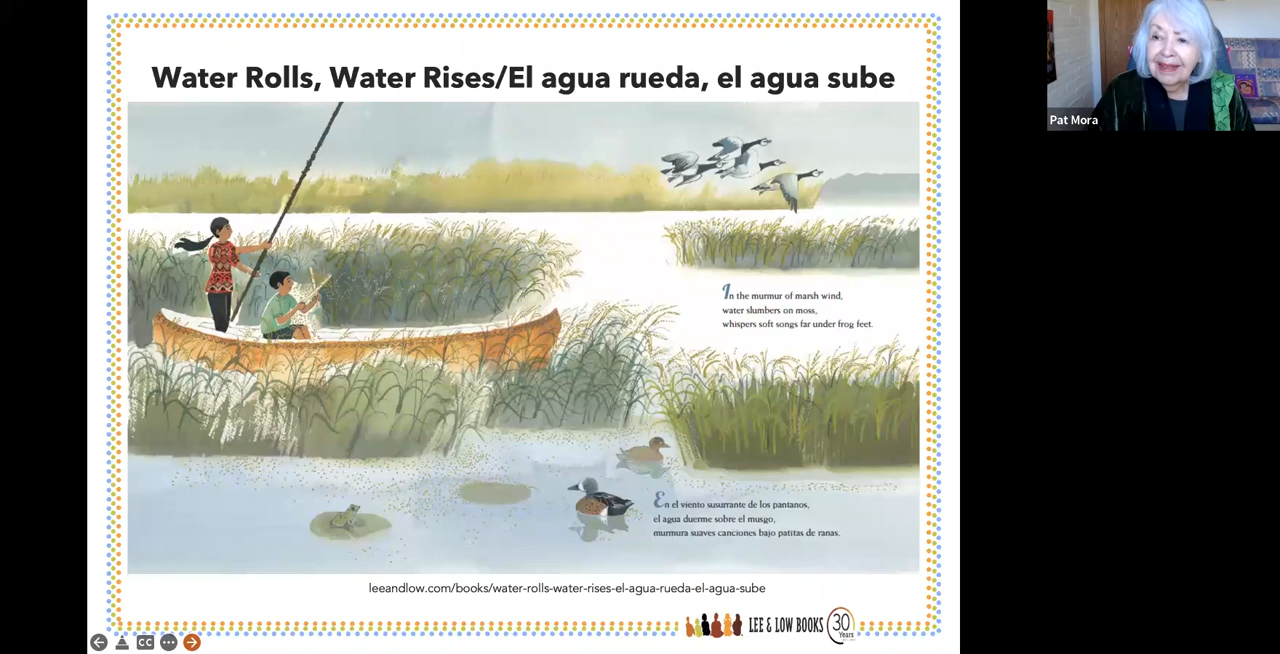 Water Rolls, Water Rises/El agua rueda, el agua sube
Pat Mora
In the murmur of marsh wind,
water slumbers on moss,
whispers soft songs far under frog feet.
En el viento susurrante de los pantanos,
el agua duerme sobre el musgo,
murmura suaves canciones bajo patitas de ranas.
leeandlow.com/books/water-rolls-water-rises-el-agua-rueda-el-agua-sube
LEE & LOW BOOKS
30
Years
CC